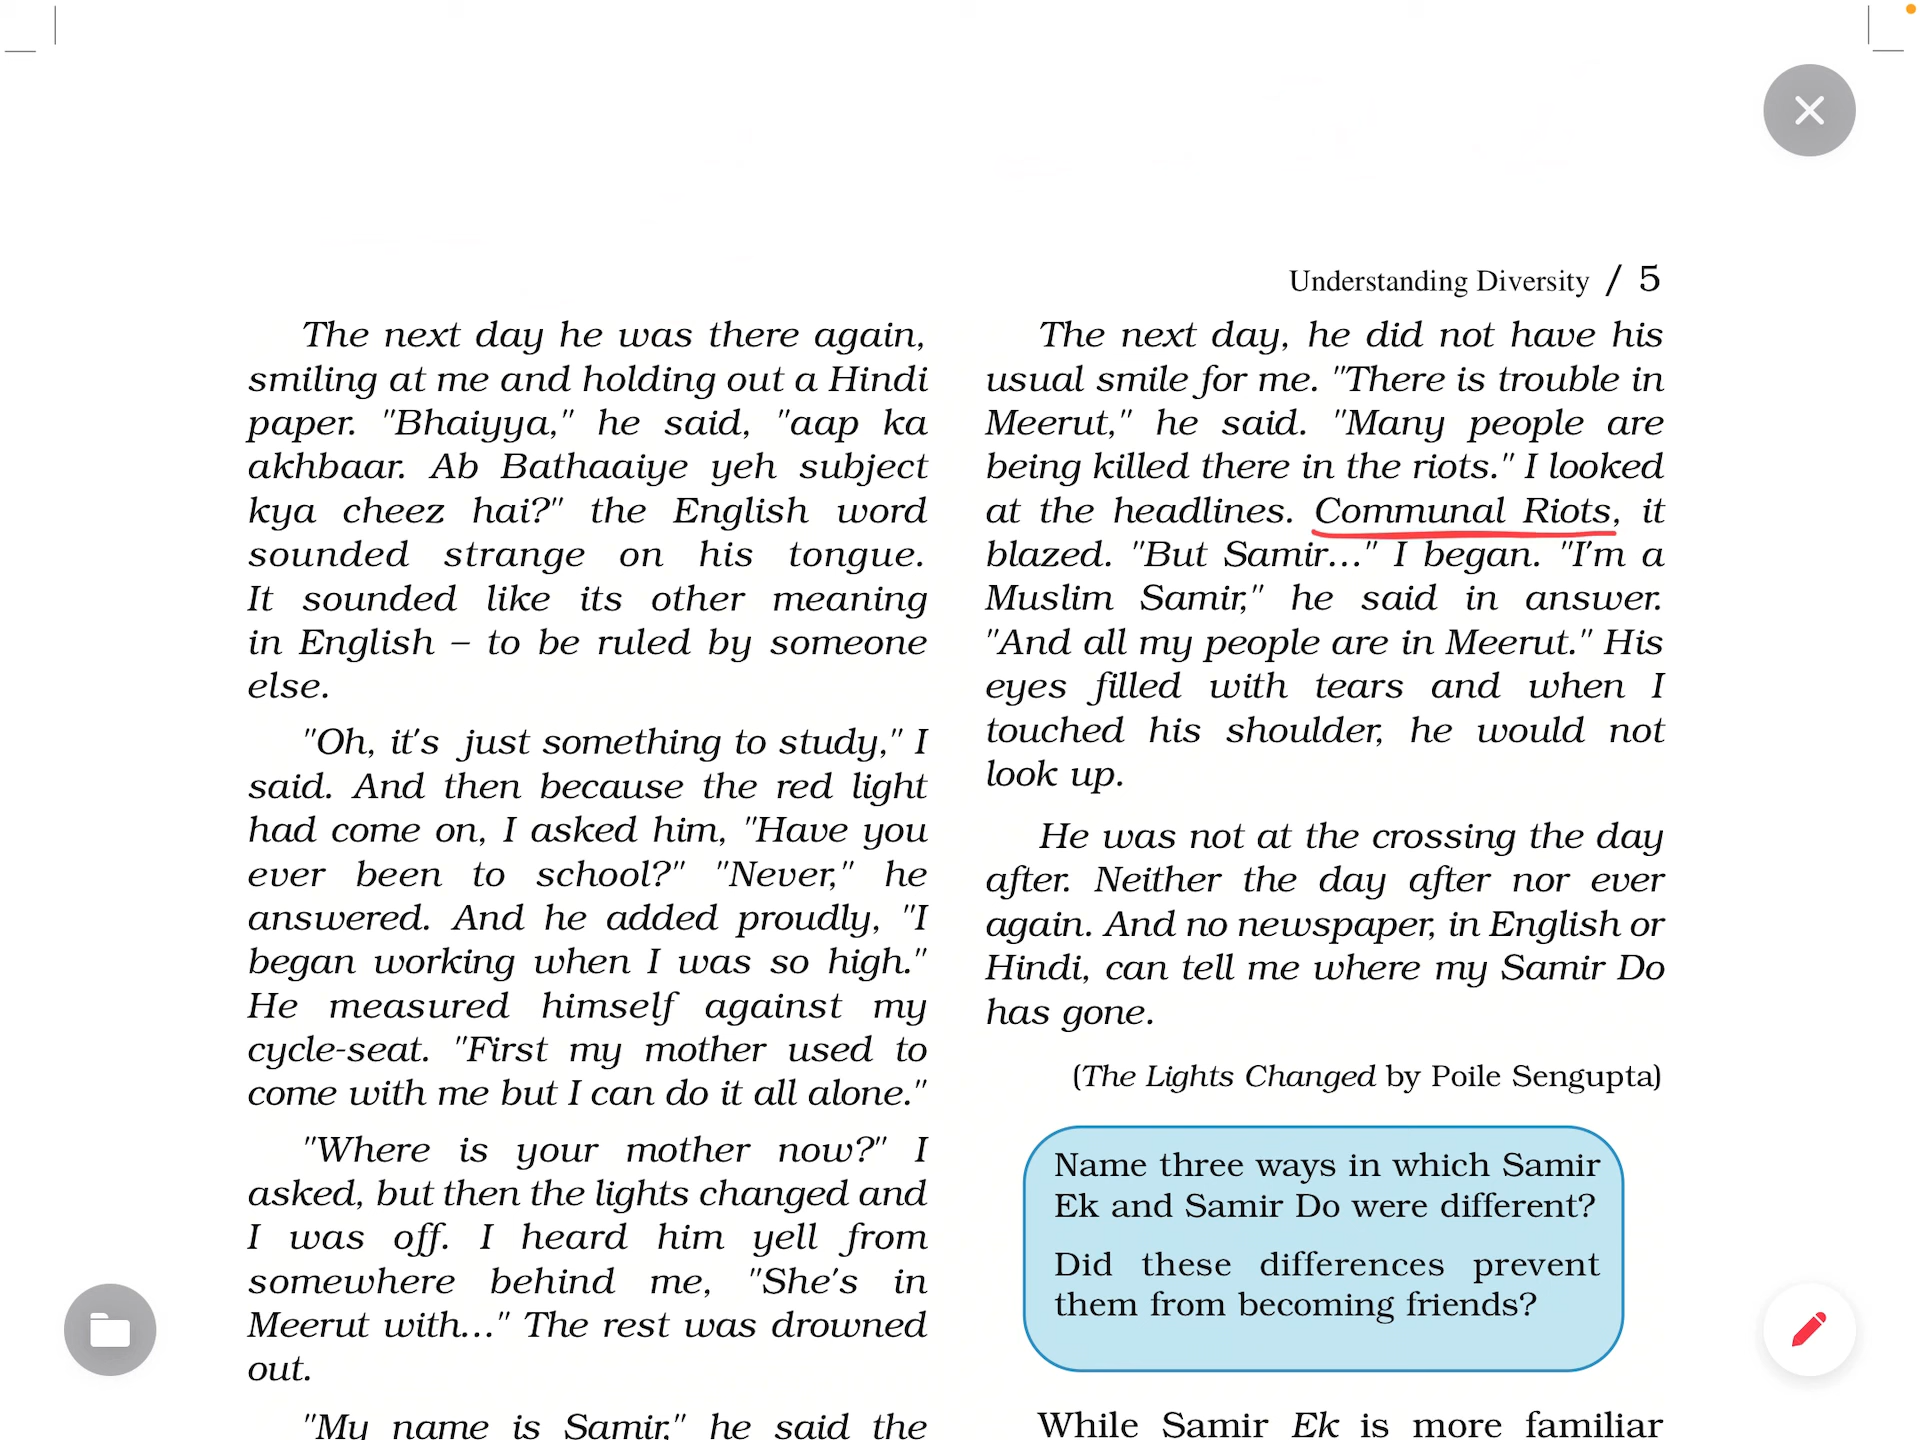 Understanding Diversity / 5
The next day he was there again,
smiling at me and holding out a Hindi
paper. "Bhaiyya," he said, "aap ka
akhbaar. Ab Bathaaiye yeh subject
kya cheez hai?" the English word
sounded strange on his tongue.
It sounded like its other meaning
in English – to be ruled by someone
else.
"Oh, it's just something to study," I
said. And then because the red light
had come on, I asked him, "Have you
ever been to school?" "Never," he
answered. And he added proudly, "I
began working when I was so high."
He measured himself against my
cycle-seat. "First my mother used to
come with me but I can do it all alone."
"Where is your mother now?" I
asked, but then the lights changed and
I was off. I heard him yell from
somewhere behind me, "She's in
Meerut with..." The rest was drowned
out.
"My name is Samir," he said the
The next day, he did not have his
usual smile for me. "There is trouble in
Meerut," he said. "Many people are
being killed there in the riots." I looked
at the headlines. Communal Riots, it
blazed. "But Samir..." I began. "I'm a
Muslim Samir," he said in answer.
"And all my people are in Meerut." His
eyes filled with tears and when I
touched his shoulder, he would not
look up.
He was not at the crossing the day
after. Neither the day after nor ever
again. And no newspaper, in English or
Hindi, can tell me where my Samir Do
has gone.
(The Lights Changed by Poile Sengupta)
Name three ways in which Samir
Ek and Samir Do were different?
Did these differences prevent
them from becoming friends?
While Samir Ek is more familiar